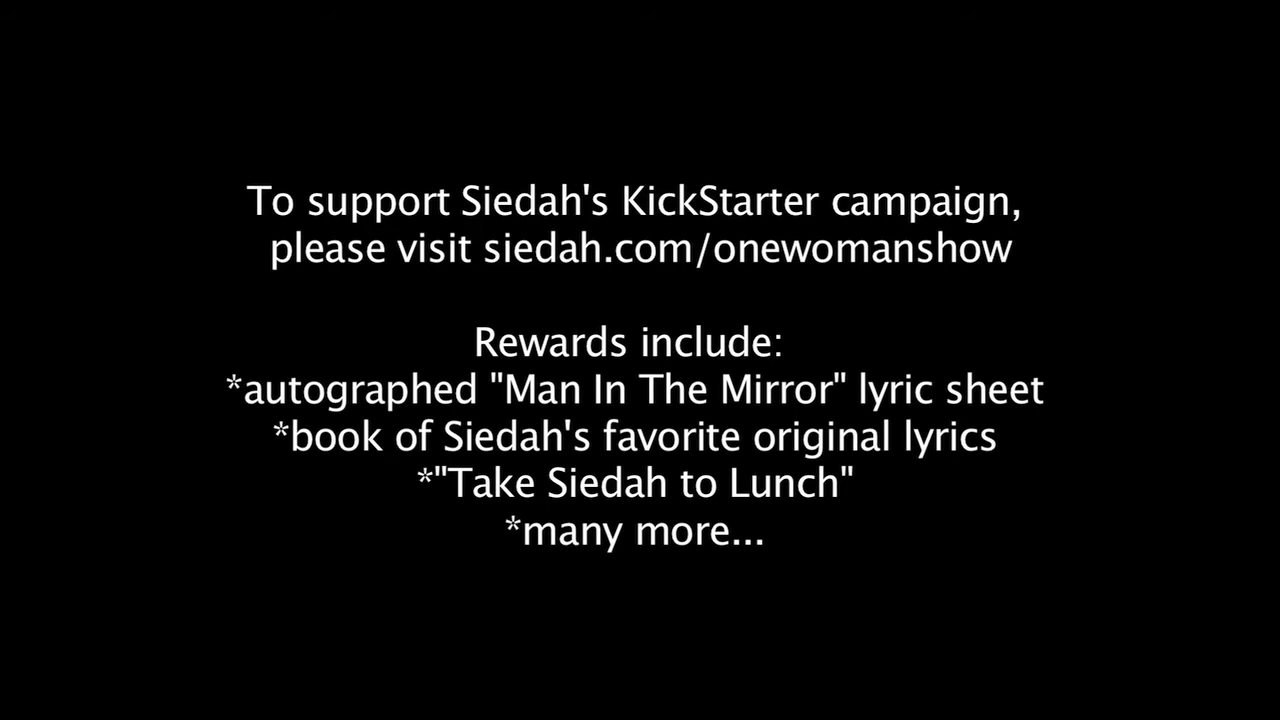 To support Siedah's KickStarter campaign,
please visit siedah.com/onewomanshow
Rewards include:
*autographed "Man In The Mirror" lyric sheet
*book of Siedah's favorite original lyrics
*"Take Siedah to Lunch"
*many more...